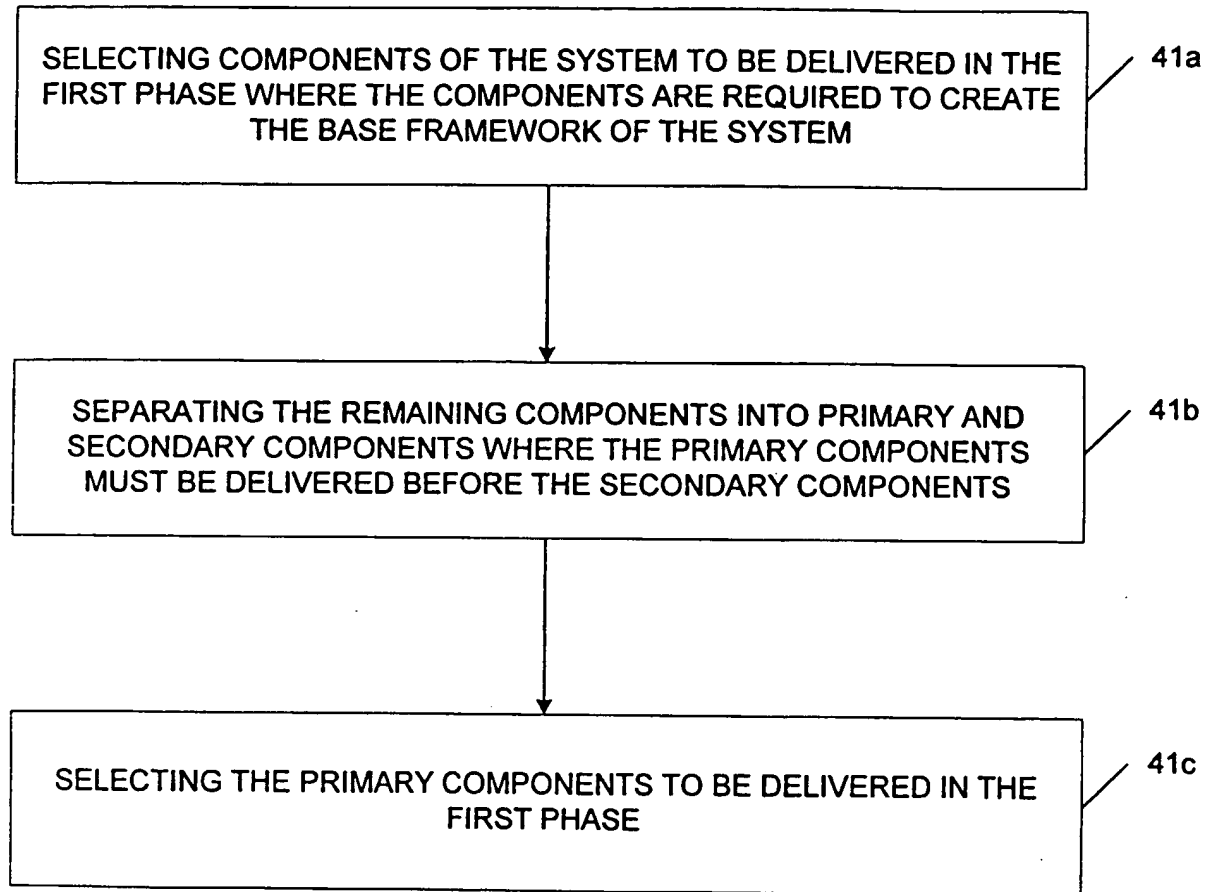 SELECTING COMPONENTS OF THE SYSTEM TO BE DELIVERED IN THE
FIRST PHASE WHERE THE COMPONENTS ARE REQUIRED TO CREATE
THE BASE FRAMEWORK OF THE SYSTEM
41a
SEPARATING THE REMAINING COMPONENTS INTO PRIMARY AND
SECONDARY COMPONENTS WHERE THE PRIMARY COMPONENTS
MUST BE DELIVERED BEFORE THE SECONDARY COMPONENTS
41b
SELECTING THE PRIMARY COMPONENTS TO BE DELIVERED IN THE
FIRST PHASE
41c